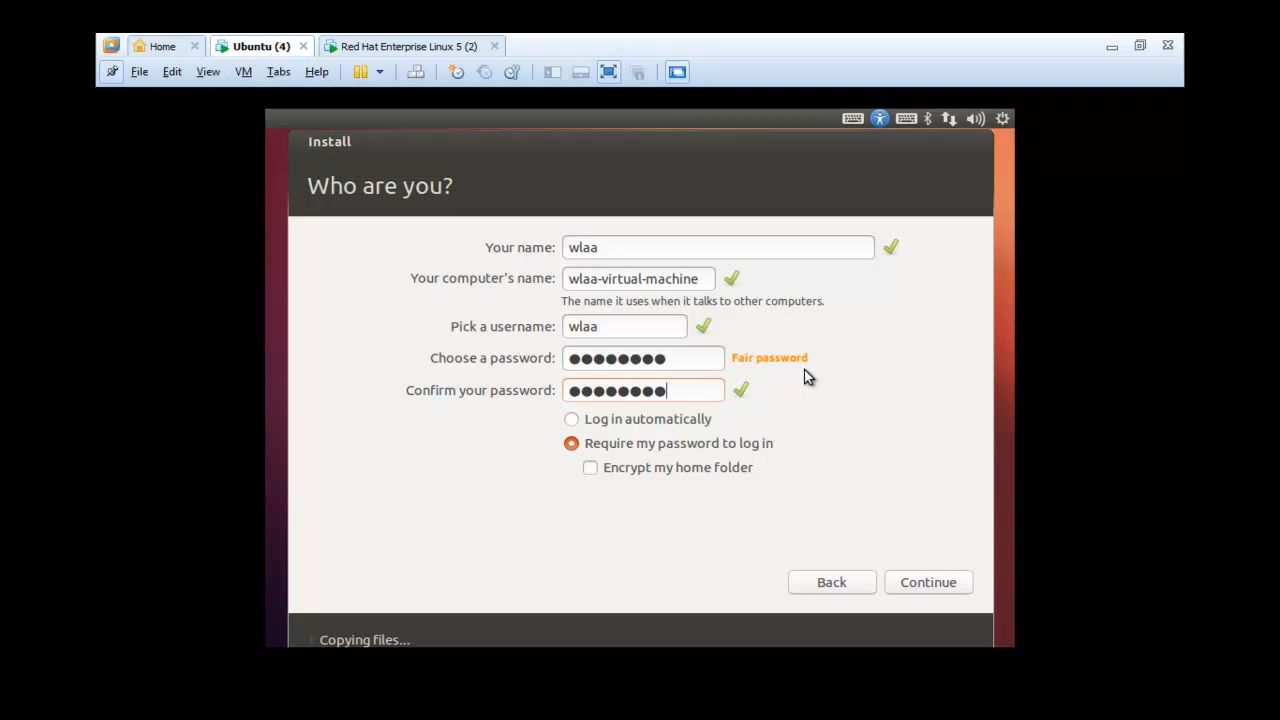 Home Ubuntu (4) Red Hat Enterprise Linux 5 (2)
File Edit View VM Tabs Help
Install
Who are you?
Your name: wlaa
Your computer's name: wlaa-virtual-machine
The name it uses when it talks to other computers.
Pick a username: wlaa
Choose a password: ●●●●●●●● Fair password
Confirm your password: ●●●●●●●●
Log in automatically
Require my password to log in
Encrypt my home folder
Back Continue
Copying files...